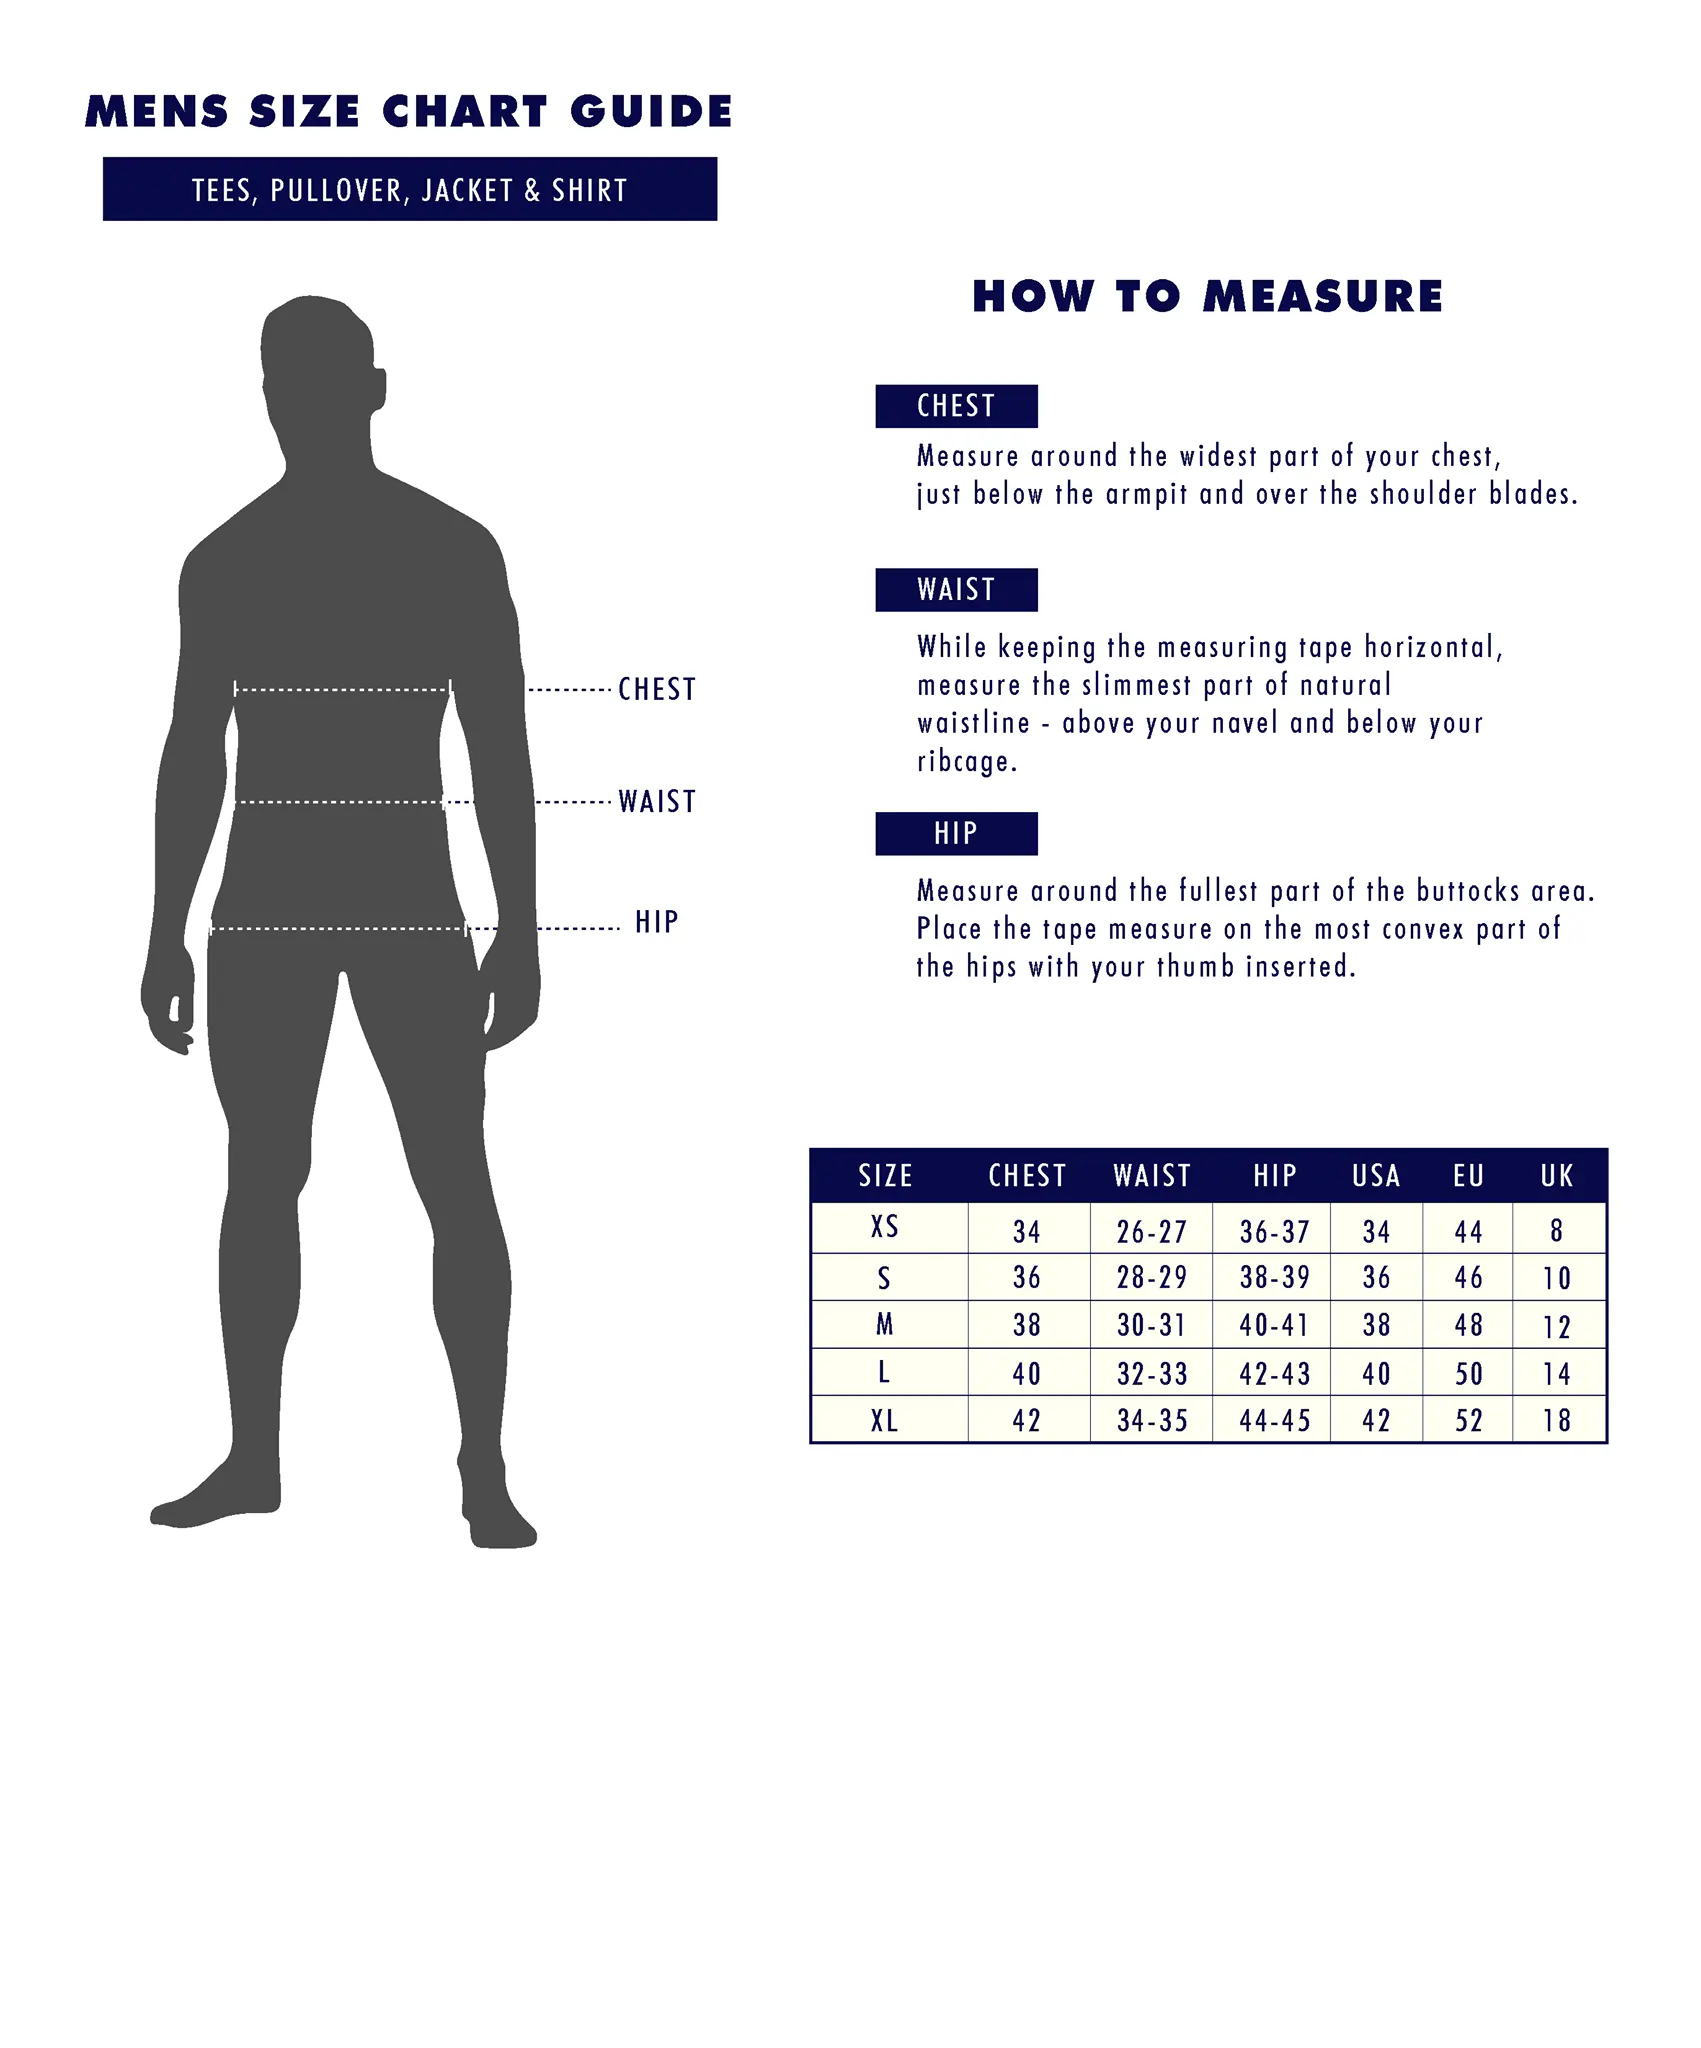 MENS SIZE CHART GUIDE
TEES, PULLOVER, JACKET & SHIRT
CHEST
WAIST
HIP
HOW TO MEASURE
CHEST
Measure around the widest part of your chest,
just below the armpit and over the shoulder blades.
WAIST
While keeping the measuring tape horizontal,
measure the slimmest part of natural
waistline - above your navel and below your
ribcage.
HIP
Measure around the fullest part of the buttocks area.
Place the tape measure on the most convex part of
the hips with your thumb inserted.
SIZE CHEST WAIST HIP USA EU UK
XS 34 26-27 36-37 34 44 8
S 36 28-29 38-39 36 46 10
M 38 30-31 40-41 38 48 12
L 40 32-33 42-43 40 50 14
XL 42 34-35 44-45 42 52 18